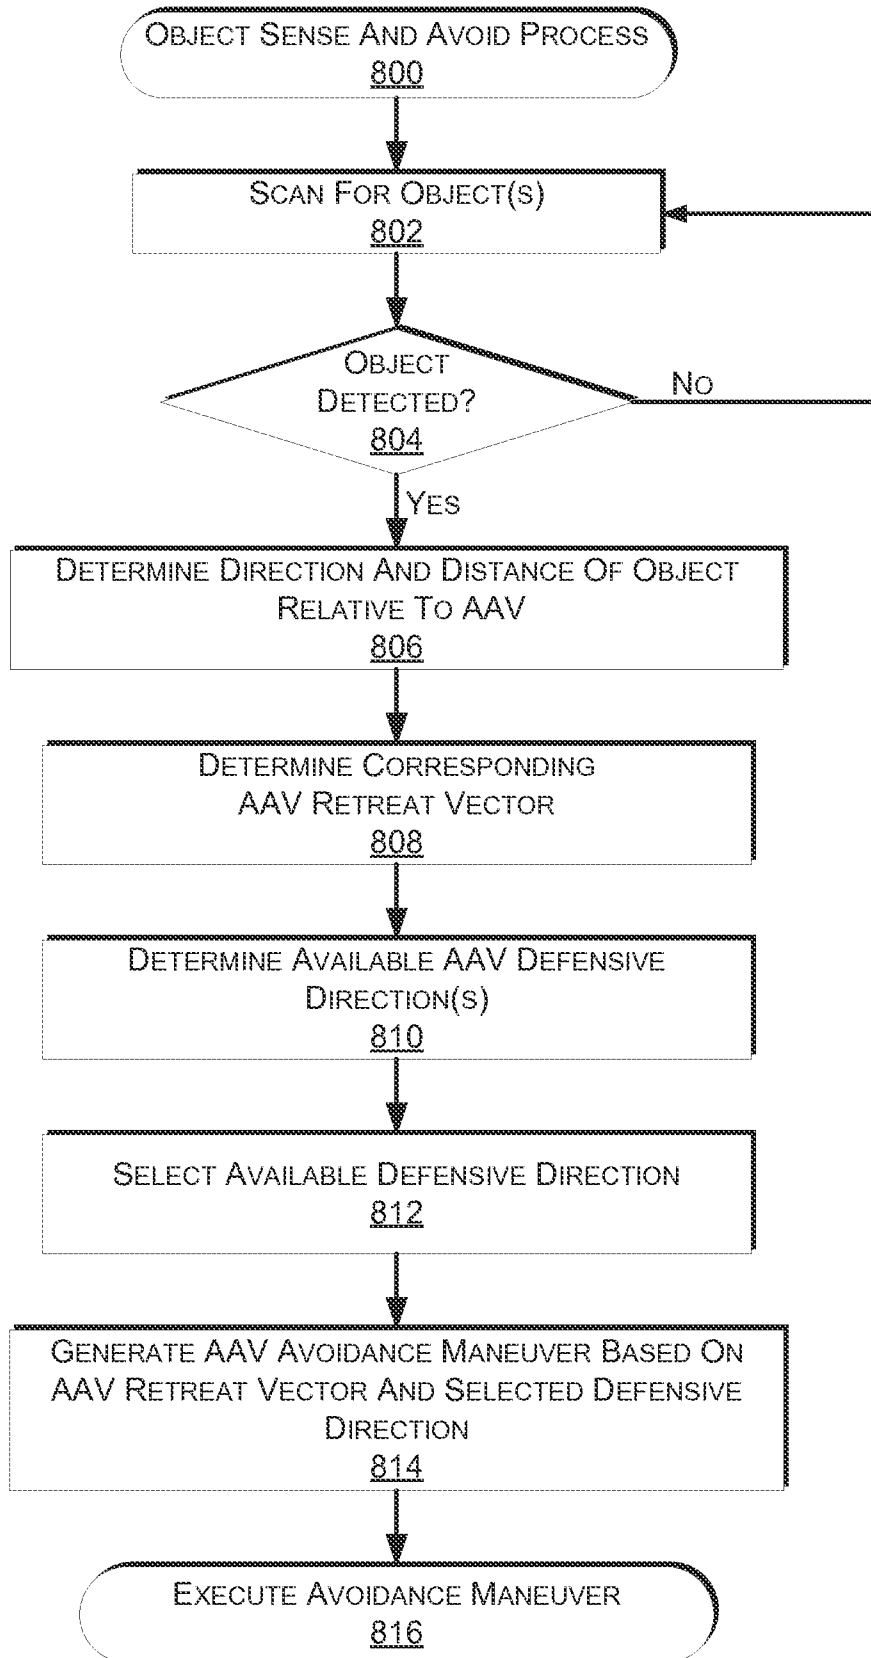 OBJECT SENSE AND AVOID PROCESS
800
SCAN FOR OBJECT(S)
802
OBJECT
DETECTED?
804
NO
YES
DETERMINE DIRECTION AND DISTANCE OF OBJECT
RELATIVE TO AAV
806
DETERMINE CORRESPONDING
AAV RETREAT VECTOR
808
DETERMINE AVAILABLE AAV DEFENSIVE
DIRECTION(S)
810
SELECT AVAILABLE DEFENSIVE DIRECTION
812
GENERATE AAV AVOIDANCE MANEUVER BASED ON
AAV RETREAT VECTOR AND SELECTED DEFENSIVE
DIRECTION
814
EXECUTE AVOIDANCE MANEUVER
816